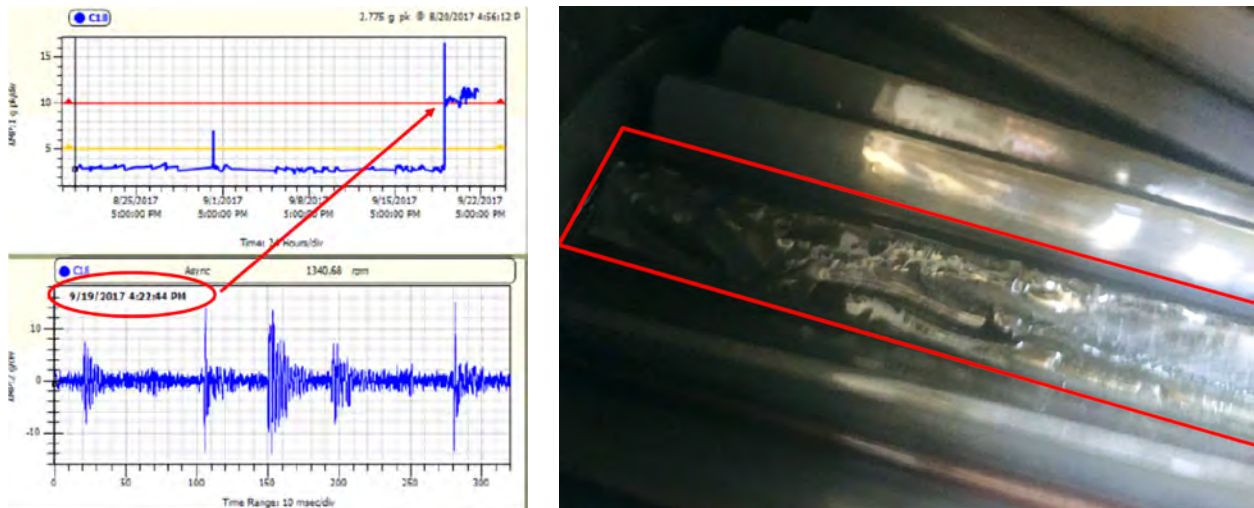 C18
2.775 g pk @ 8/20/2017 4:56:12 P
15
10
5
8/25/2017 9/1/2017 9/8/2017 9/15/2017 9/22/2017
5:00:00 PM 5:00:00 PM 5:00:00 PM 5:00:00 PM 5:00:00 PM
Time: 24 Hours/div
C18 Async 1340.68 rpm
9/19/2017 4:22:44 PM
10
0
-10
0 50 100 150 200 250 300
Time Range: 10 msec/div